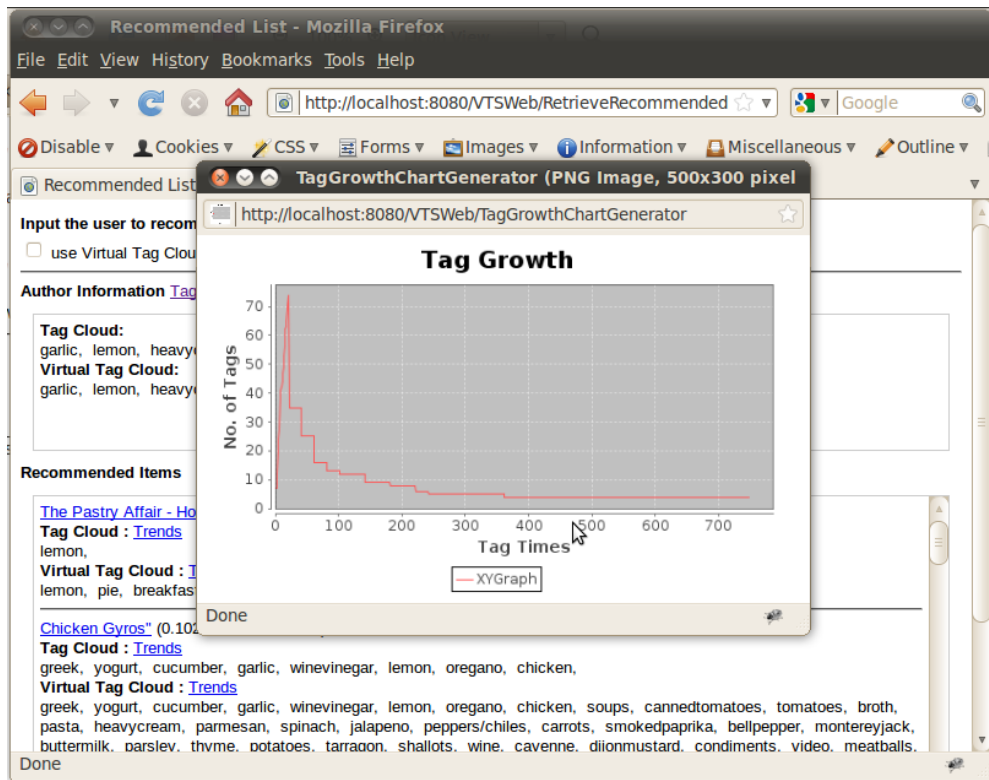 Recommended List - Mozilla Firefox
File Edit View History Bookmarks Tools Help
http://localhost:8080/VTSWeb/RetrieveRecommended
Google
Disable Cookies CSS Forms Images Information Miscellaneous Outline
Recommended List
TagGrowthChartGenerator (PNG Image, 500x300 pixel
http://localhost:8080/VTSWeb/TagGrowthChartGenerator
Input the user to recom
use Virtual Tag Clou
Author Information Tag
Tag Cloud:
garlic, lemon, heavy
Virtual Tag Cloud:
garlic, lemon, heavy
Tag Growth
No. of Tags
70
60
50
40
30
20
10
0
0 100 200 300 400 500 600 700
Tag Times
XYGraph
Done
Recommended Items
The Pastry Affair - Ho
Tag Cloud : Trends
lemon,
Virtual Tag Cloud : T
lemon, pie, breakfas
Chicken Gyros" (0.102
Tag Cloud : Trends
greek, yogurt, cucumber, garlic, winevinegar, lemon, oregano, chicken,
Virtual Tag Cloud : Trends
greek, yogurt, cucumber, garlic, winevinegar, lemon, oregano, chicken, soups, cannedtomatoes, tomatoes, broth,
pasta, heavycream, parmesan, spinach, jalapeno, peppers/chiles, carrots, smokedpaprika, bellpepper, montereyjack,
buttermilk, parsley, thyme, potatoes, tarragon, shallots, wine, cayenne, dijonmustard, condiments, video, meatballs,
Done